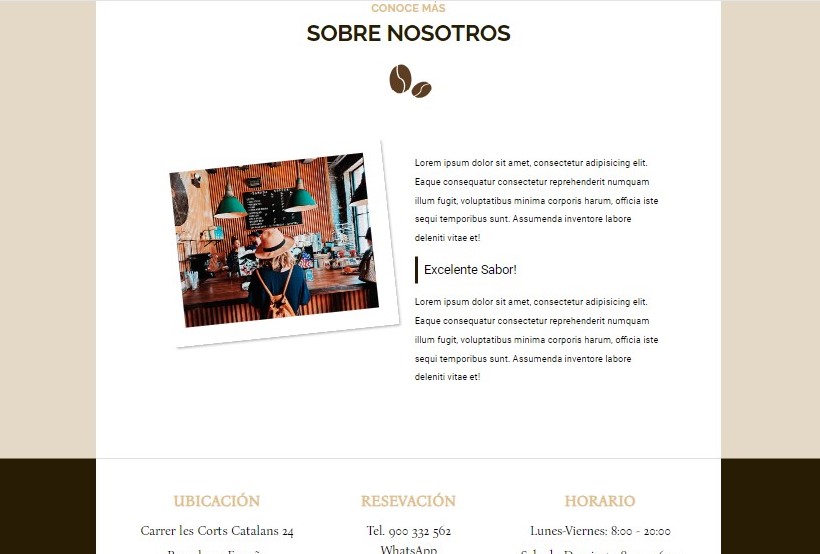 CONOCE MÁS
SOBRE NOSOTROS
Lorem ipsum dolor sit amet, consectetur adipisicing elit.
Eaque consequatur consectetur reprehenderit numquam
illum fugit, voluptatibus minima corporis harum, officia iste
sequi temporibus sunt. Assumenda inventore labore
deleniti vitae et!
Excelente Sabor!
Lorem ipsum dolor sit amet, consectetur adipisicing elit.
Eaque consequatur consectetur reprehenderit numquam
illum fugit, voluptatibus minima corporis harum, officia iste
sequi temporibus sunt. Assumenda inventore labore
deleniti vitae et!
UBICACIÓN
Carrer les Corts Catalans 24
RESEVACIÓN
Tel. 900 332 562
WhatsApp
HORARIO
Lunes-Viernes: 8:00 - 20:00